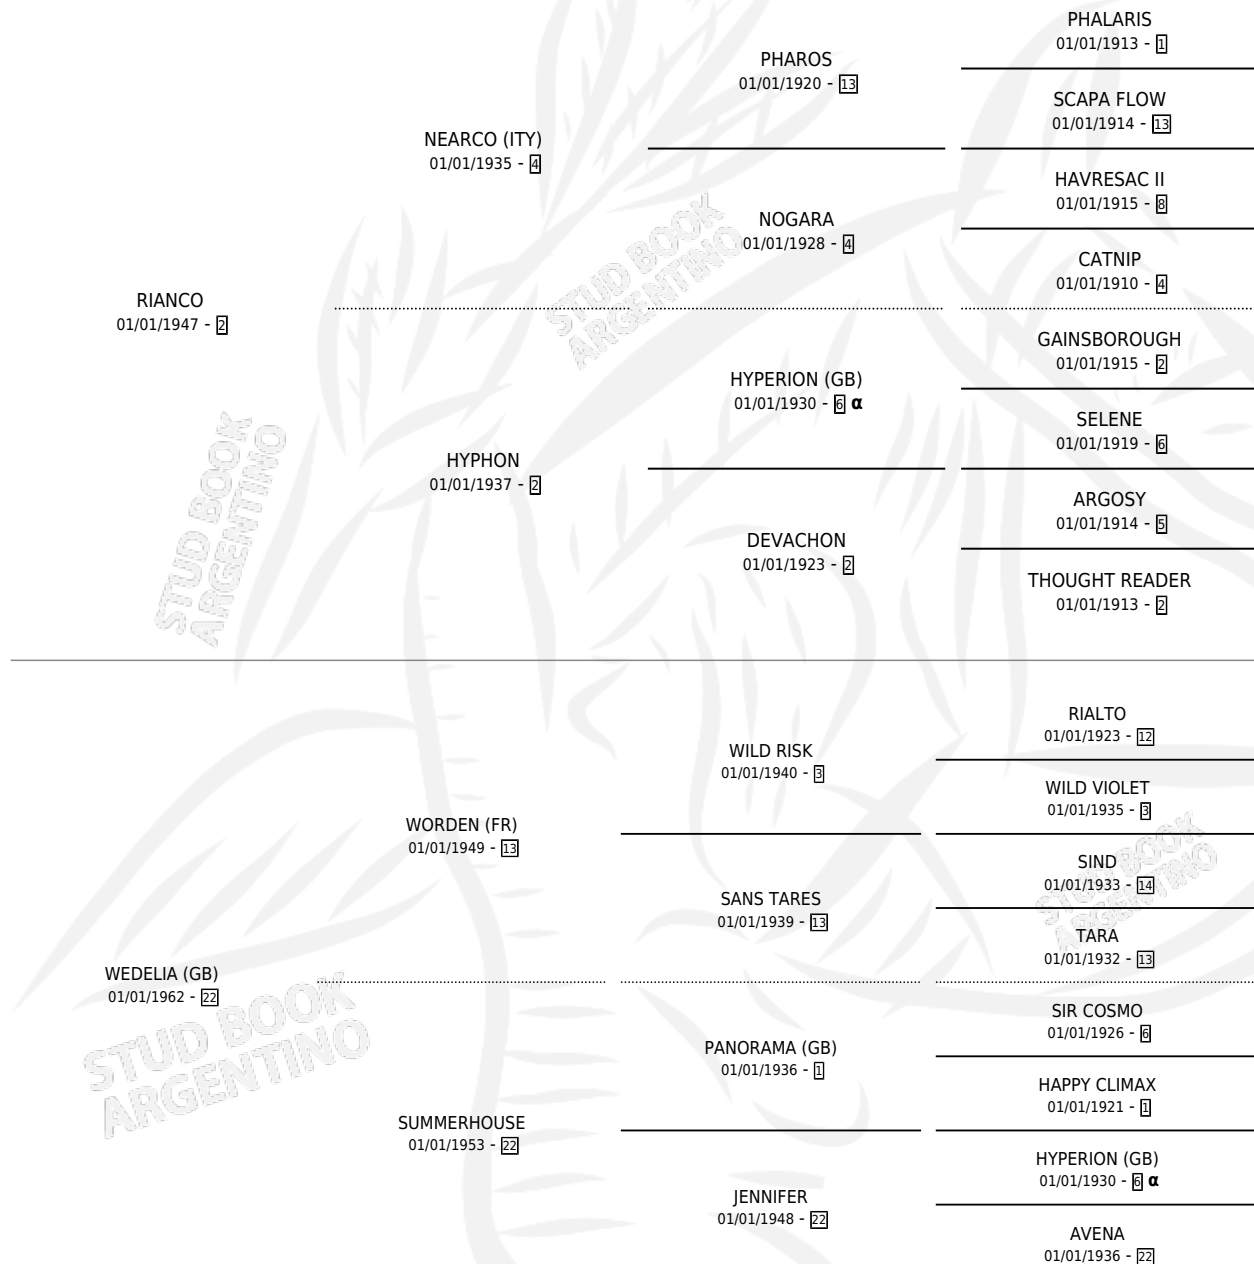 PHALARIS
01/01/1913 - 1
PHAROS
01/01/1920 - 13
SCAPA FLOW
01/01/1914 - 13
NEARCO (ITY)
01/01/1935 - 4
HAVRESAC II
01/01/1915 - 8
NOGARA
01/01/1928 - 4
CATNIP
01/01/1910 - 4
RIANCO
01/01/1947 - 2
STUD BOOK
ARGENTINO
GAINSBOROUGH
01/01/1915 - 2
HYPERION (GB)
01/01/1930 - 6 α
SELENE
01/01/1919 - 6
HYPHON
01/01/1937 - 2
ARGOSY
01/01/1914 - 5
DEVACHON
01/01/1923 - 2
THOUGHT READER
01/01/1913 - 2
STUD BOOK
ARGENTINO
RIALTO
01/01/1923 - 12
WILD RISK
01/01/1940 - 3
WILD VIOLET
01/01/1935 - 3
WORDEN (FR)
01/01/1949 - 13
SIND
01/01/1933 - 14
STUD BOOK
ARGENTINO
SANS TARES
01/01/1939 - 13
TARA
01/01/1932 - 13
WEDELIA (GB)
01/01/1962 - 22
STUD BOOK
ARGENTINO
SIR COSMO
01/01/1926 - 6
PANORAMA (GB)
01/01/1936 - 1
HAPPY CLIMAX
01/01/1921 - 1
SUMMERHOUSE
01/01/1953 - 22
HYPERION (GB)
01/01/1930 - 6 α
JENNIFER
01/01/1948 - 22
AVENA
01/01/1936 - 22